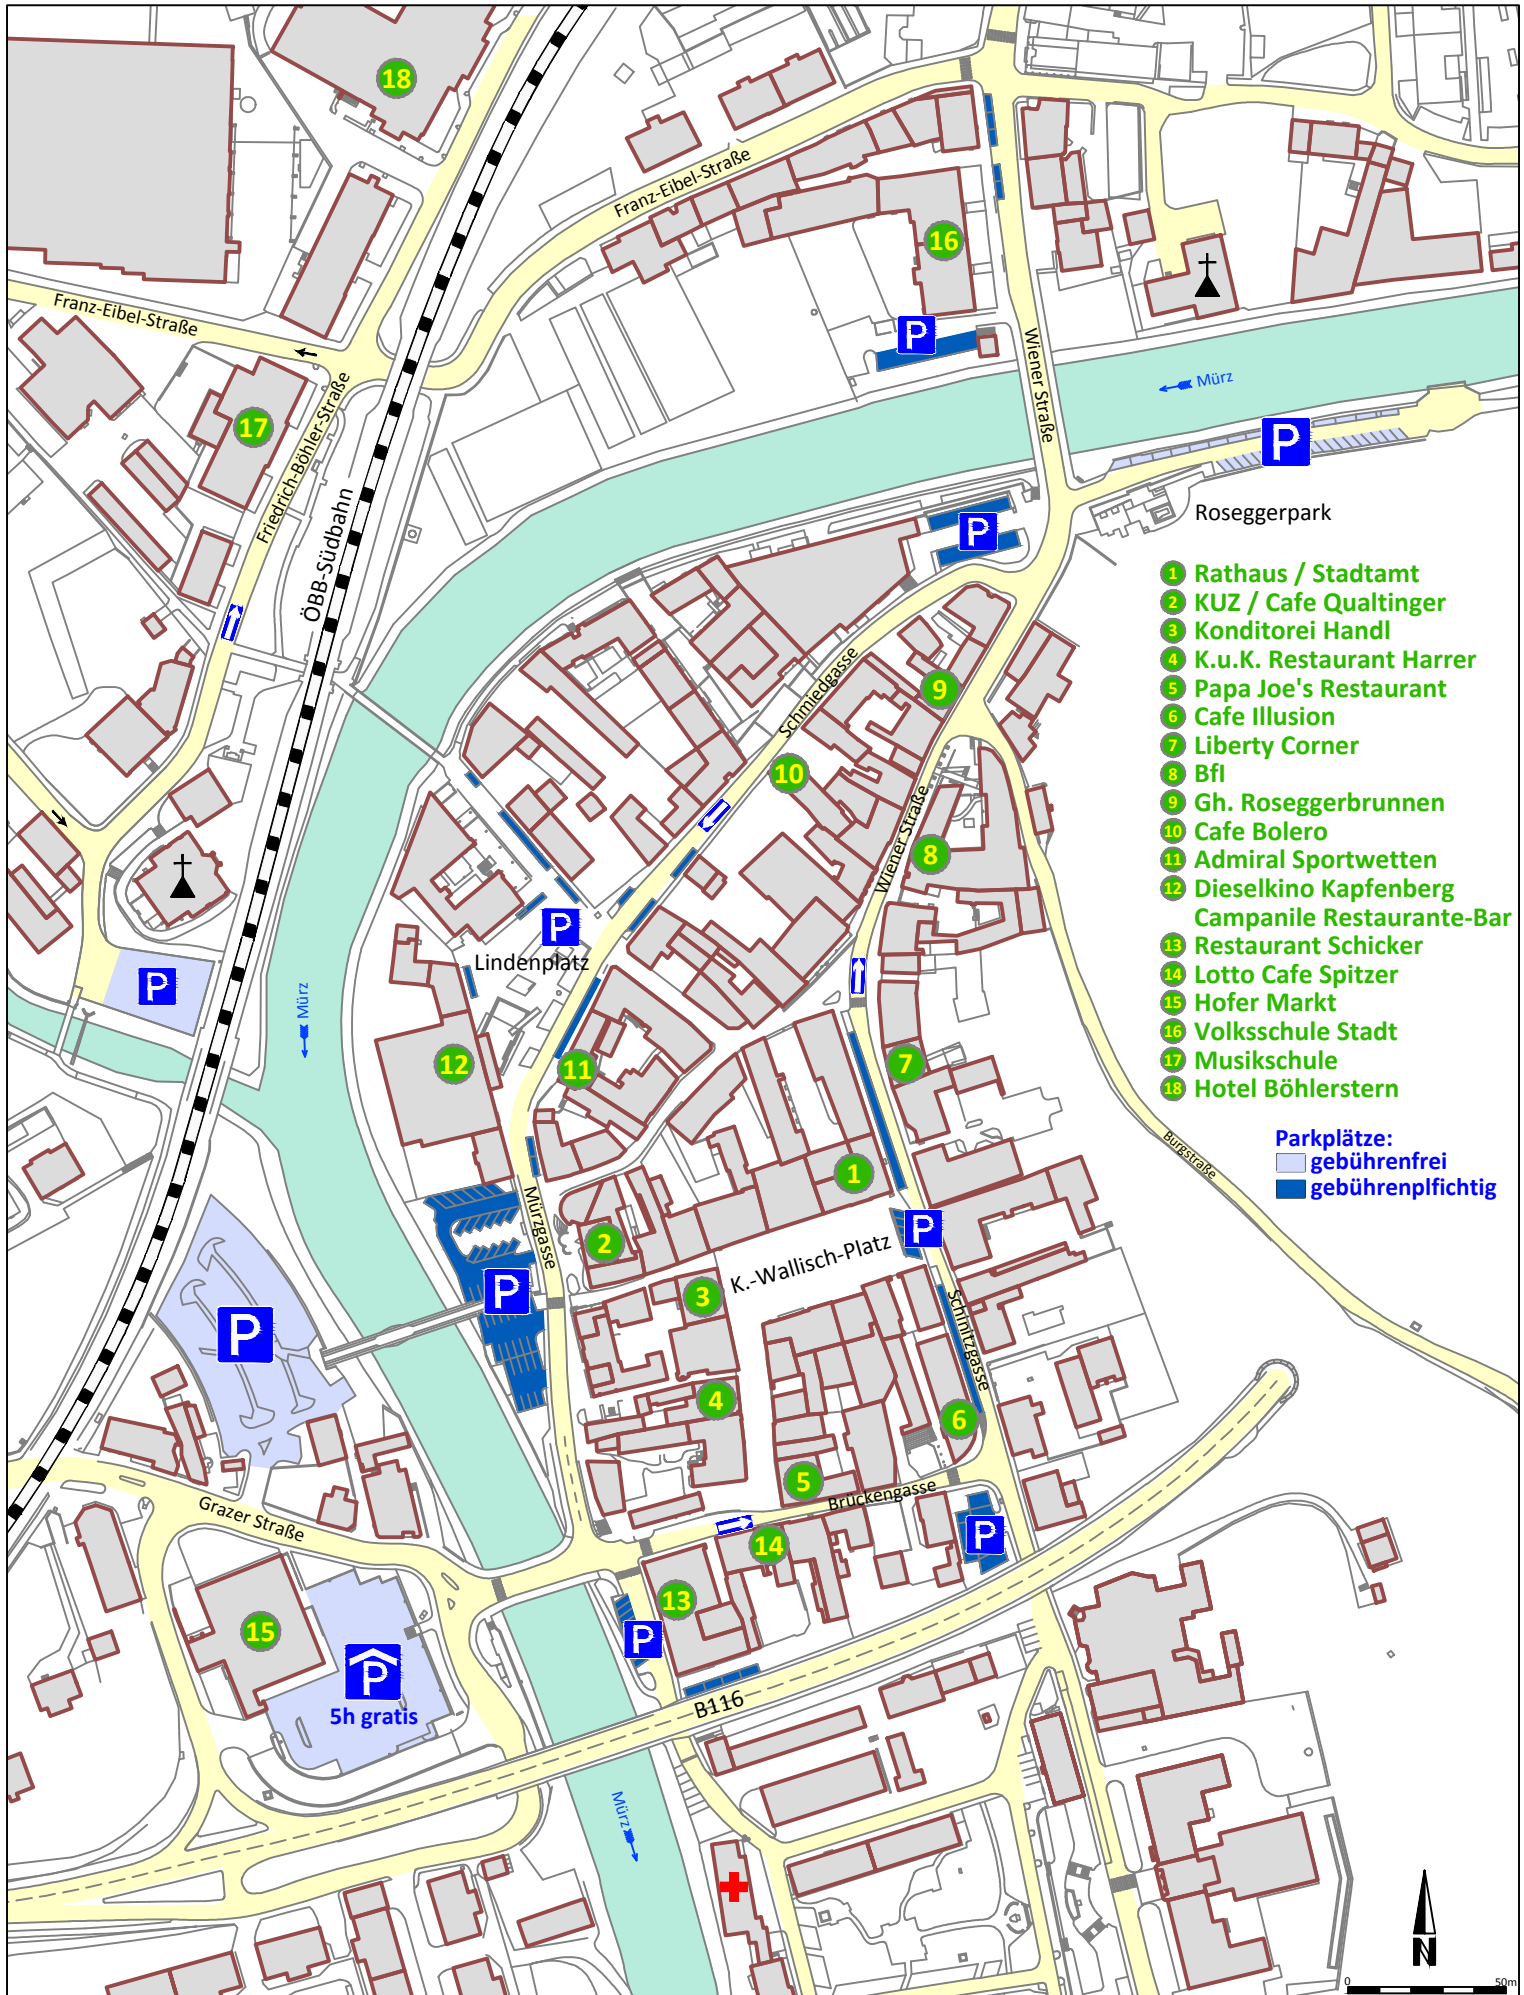 18
Franz-Eibel-Straße
16
Franz-Eibel-Straße
P
Wiener Straße
Mürz
17
Friedrich-Böhler-Straße
P
ÖBB-Südbahn
P
Roseggerpark
1 Rathaus / Stadtamt
2 KUZ / Cafe Qualtinger
3 Konditorei Handl
4 K.u.K. Restaurant Harrer
5 Papa Joe's Restaurant
6 Cafe Illusion
7 Liberty Corner
8 BfI
9 Gh. Roseggerbrunnen
10 Cafe Bolero
11 Admiral Sportwetten
12 Dieselkino Kapfenberg
Campanile Restaurante-Bar
13 Restaurant Schicker
14 Lotto Cafe Spitzer
15 Hofer Markt
16 Volksschule Stadt
17 Musikschule
18 Hotel Böhlerstern
Parkplätze:
gebührenfrei
gebührenplfichtig
Schmiedgasse
9
10
Wiener Straße
8
P
Lindenplatz
P
Mürz
12
11
7
Burgstraße
1
Mürzgasse
2
P
K.-Wallisch-Platz
3
P
P
Schinitzgasse
4
6
5
Brückengasse
Grazer Straße
14
P
13
15
P
P
5h gratis
B116
Mürz
N
0 50m